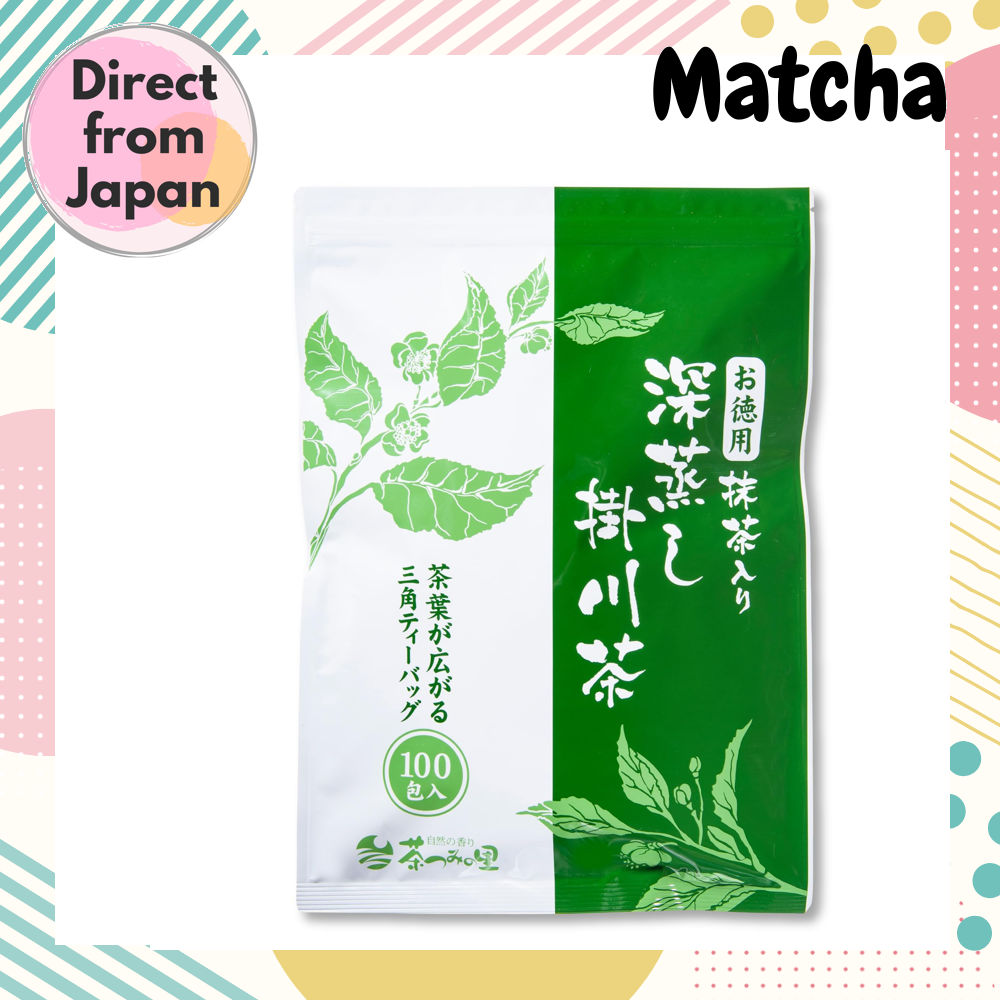 Direct
from
Japan
Matcha
お徳用
抹茶入り
深蒸し
掛川茶
茶葉が広がる
三角ティーバッグ
100
包入
自然の香り
茶つみの里